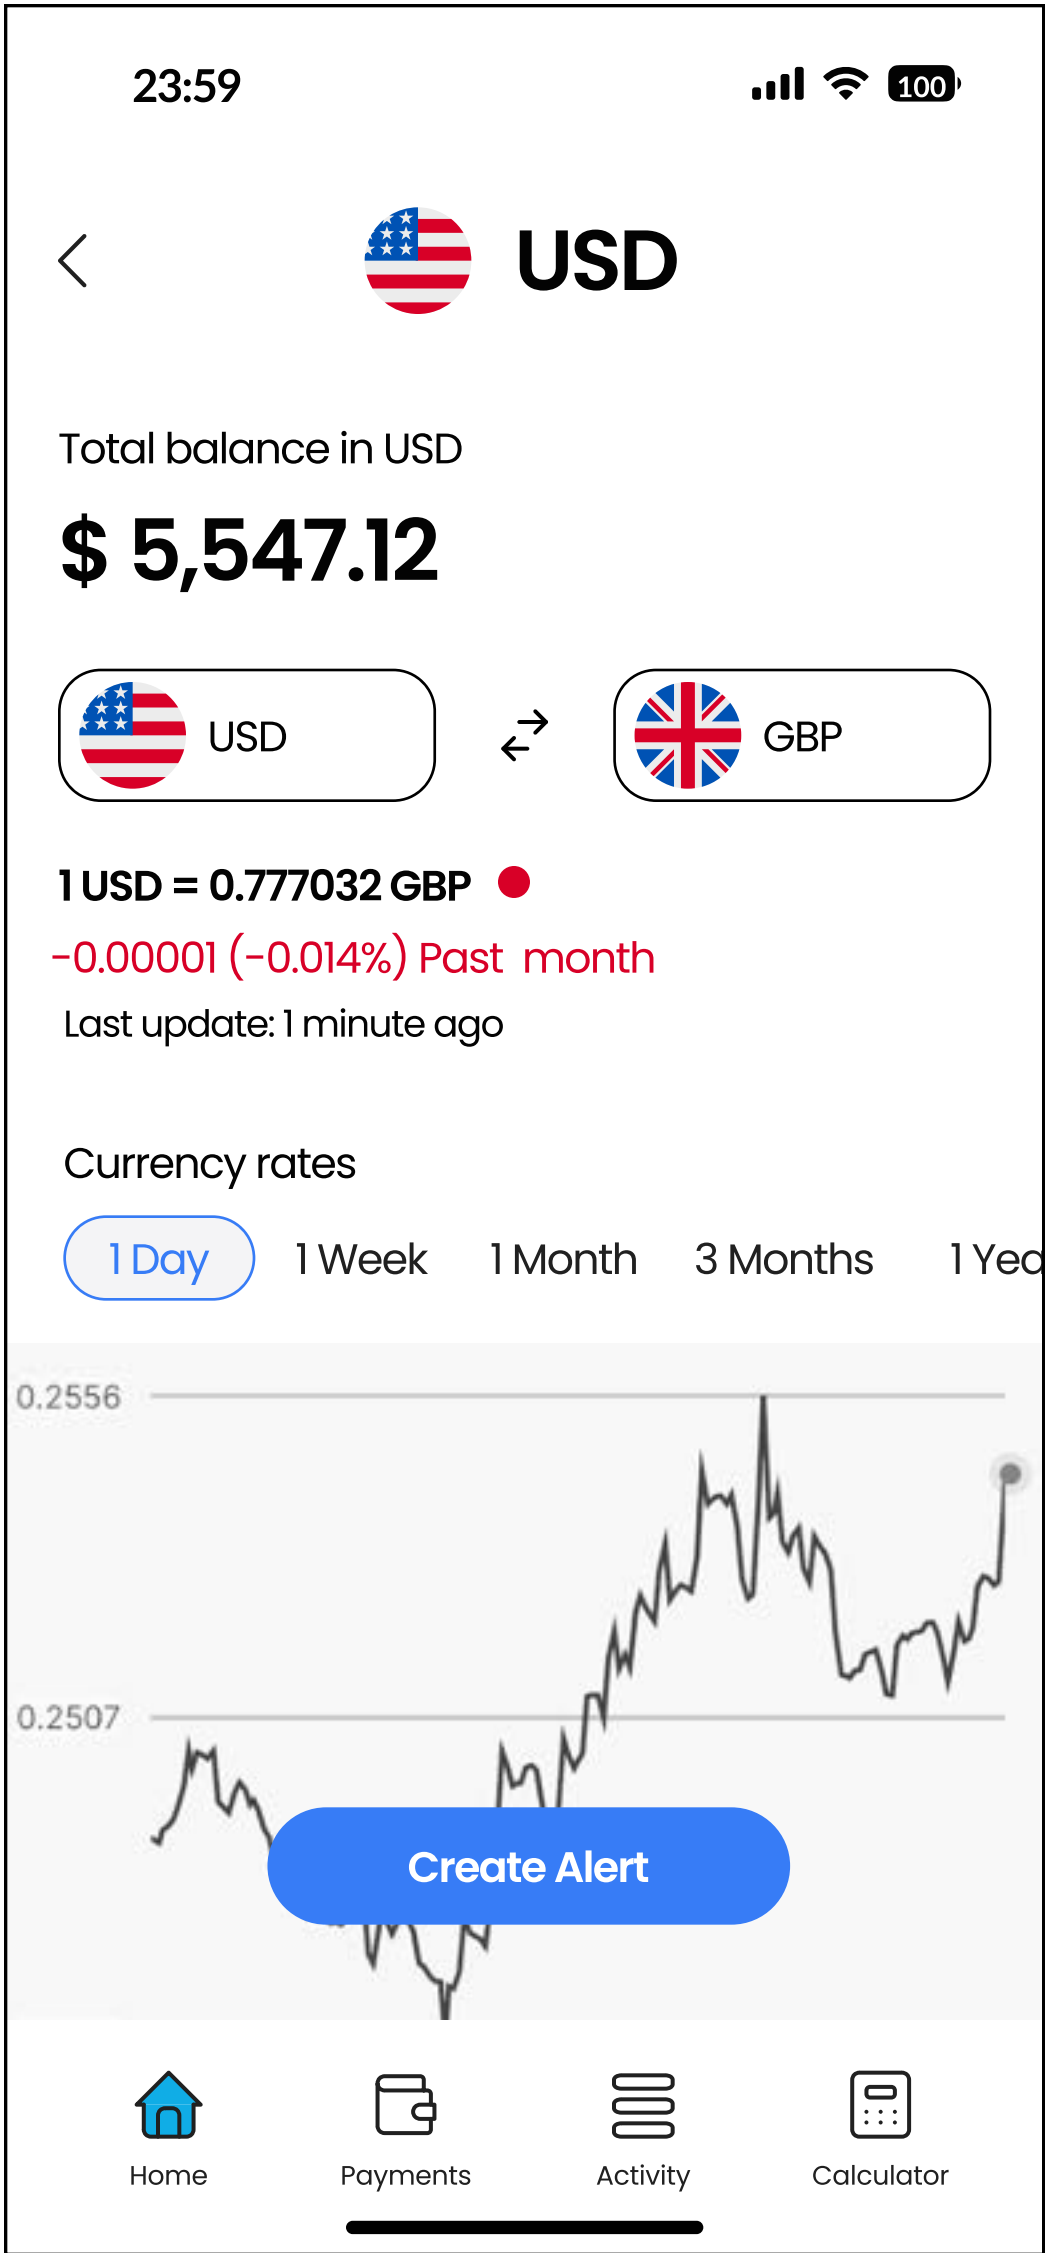 23:59
100
USD
Total balance in USD
$ 5,547.12
USD
GBP
1 USD = 0.777032 GBP
-0.00001 (-0.014%) Past month
Last update: 1 minute ago
Currency rates
1 Day 1 Week 1 Month 3 Months 1 Yea
0.2556
0.2507
Create Alert
Home Payments Activity Calculator